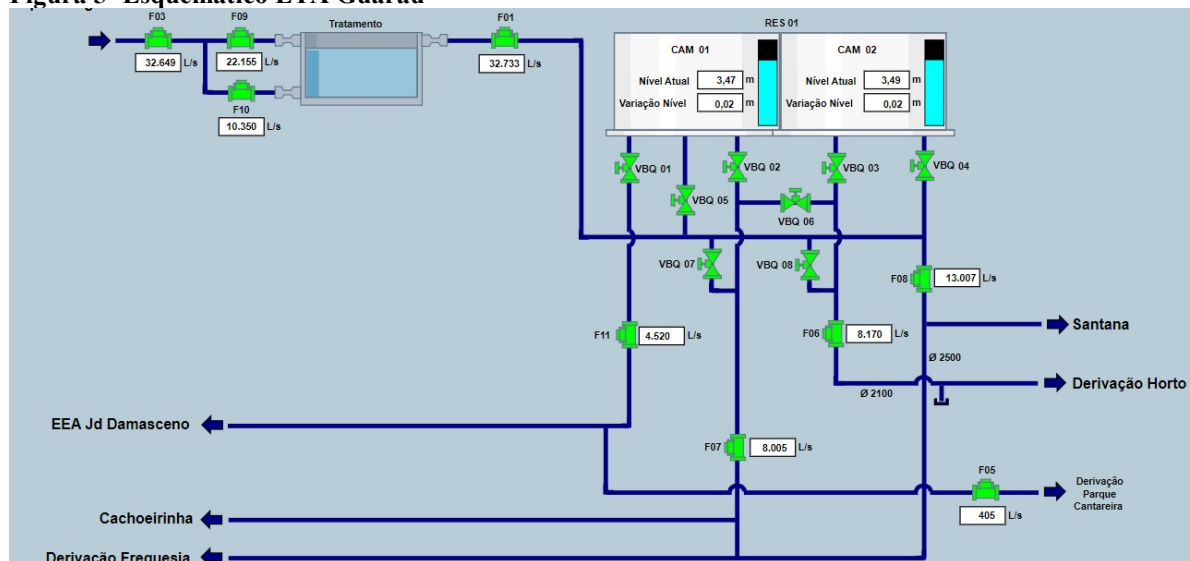 Figura 5- Esquemático ETA Guaraú
F03
F09
Tratamento
F01
RES 01
32.649 L/s
22.155 L/s
32.733 L/s
F10
10.350 L/s
CAM 01
Nível Atual 3,47 m
Variação Nível 0,02 m
CAM 02
Nível Atual 3,49 m
Variação Nível 0,02 m
VBQ 01
VBQ 02
VBQ 03
VBQ 04
VBQ 05
VBQ 06
VBQ 07
VBQ 08
F08 13.007 L/s
F11 4.520 L/s
F06 8.170 L/s
Santana
Ø 2500
Derivação Horto
Ø 2100
EEA Jd Damasceno
F07 8.005 L/s
F05
405 L/s
Derivação
Parque
Cantareira
Cachoeirinha
Derivação Freguesia